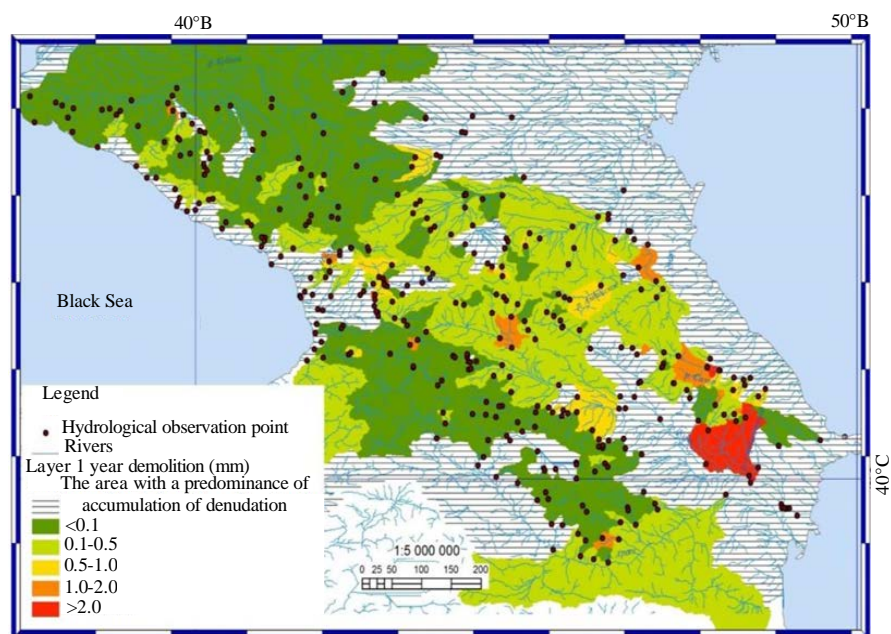 40°B
50°B
Black Sea
40°C
Legend
Hydrological observation point
Rivers
Layer 1 year demolition (mm)
The area with a predominance of
accumulation of denudation
<0.1
0.1-0.5
0.5-1.0
1.0-2.0
>2.0
1:5 000 000
0 25 50 100 150 200